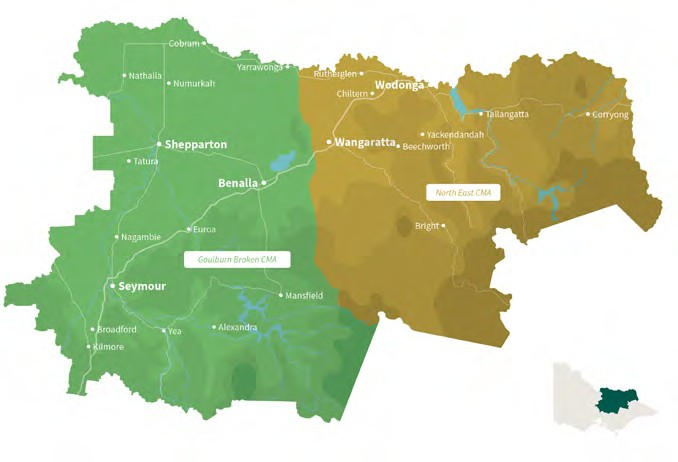 Cobram
Yarrawonga
Nathalia
Numurkah
Rutherglen
Wodonga
Chiltern
Tallangatta
Corryong
Yackandandah
Shepparton
Wangaratta
Beechworth
Tatura
Benalla
North East CMA
Bright
Nagambie
Euroa
Goulburn Broken CMA
Seymour
Mansfield
Broadford
Yea
Alexandra
Kilmore